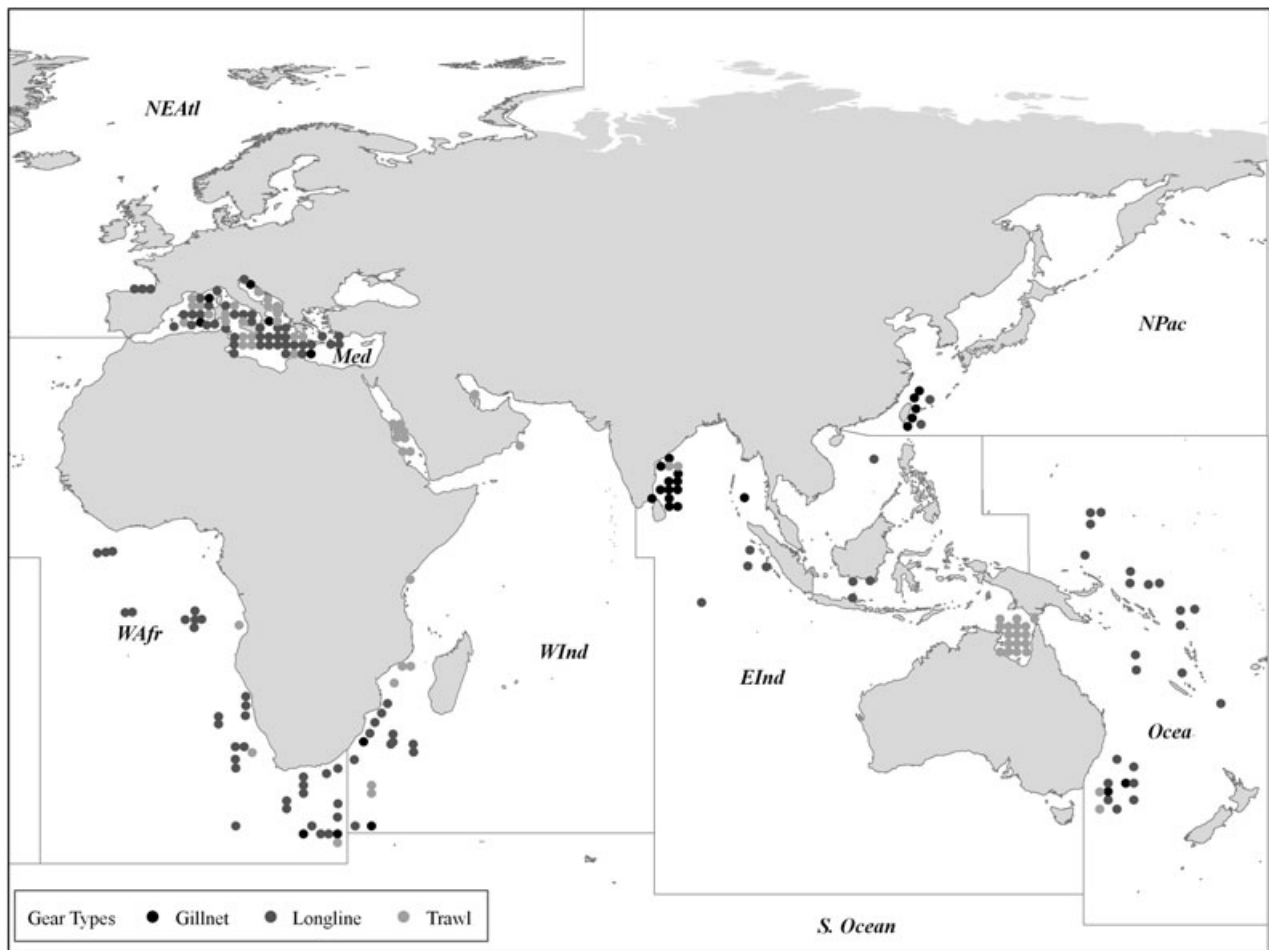 NEAtl
NPac
Med
WAfr
WInd
EInd
Ocea
Gear Types Gillnet Longline Trawl
S. Ocean